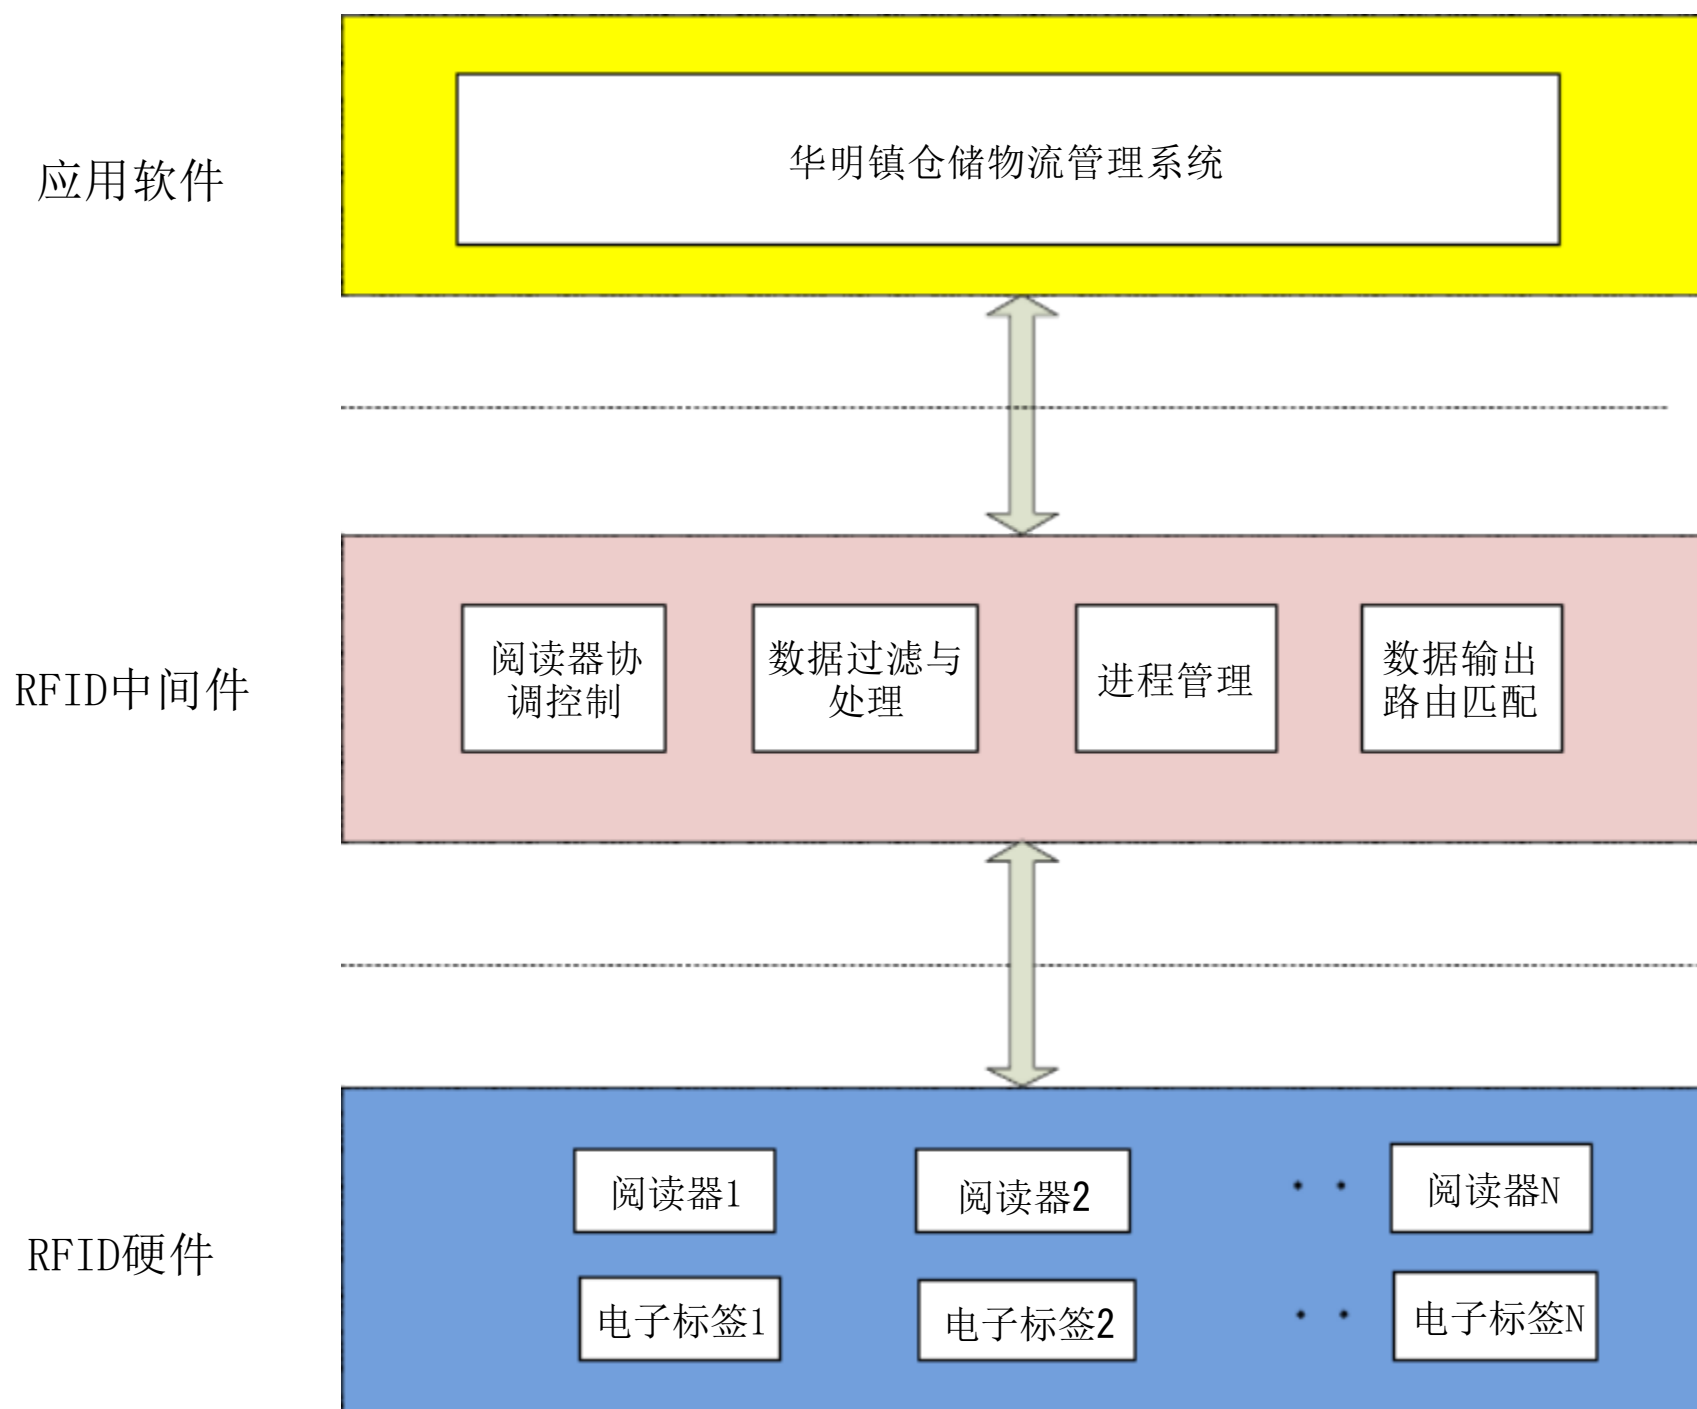 应用软件
华明镇仓储物流管理系统
RFID中间件
阅读器协
调控制
数据过滤与
处理
进程管理
数据输出
路由匹配
RFID硬件
阅读器1
阅读器2
阅读器N
电子标签1
电子标签2
电子标签N